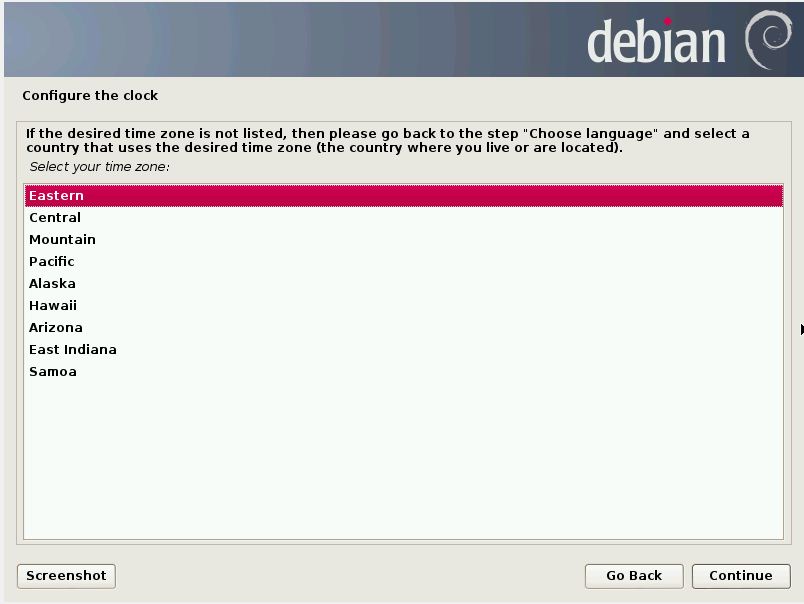 debian
Configure the clock
If the desired time zone is not listed, then please go back to the step "Choose language" and select a
country that uses the desired time zone (the country where you live or are located).
Select your time zone:
Eastern
Central
Mountain
Pacific
Alaska
Hawaii
Arizona
East Indiana
Samoa
Screenshot
Go Back
Continue